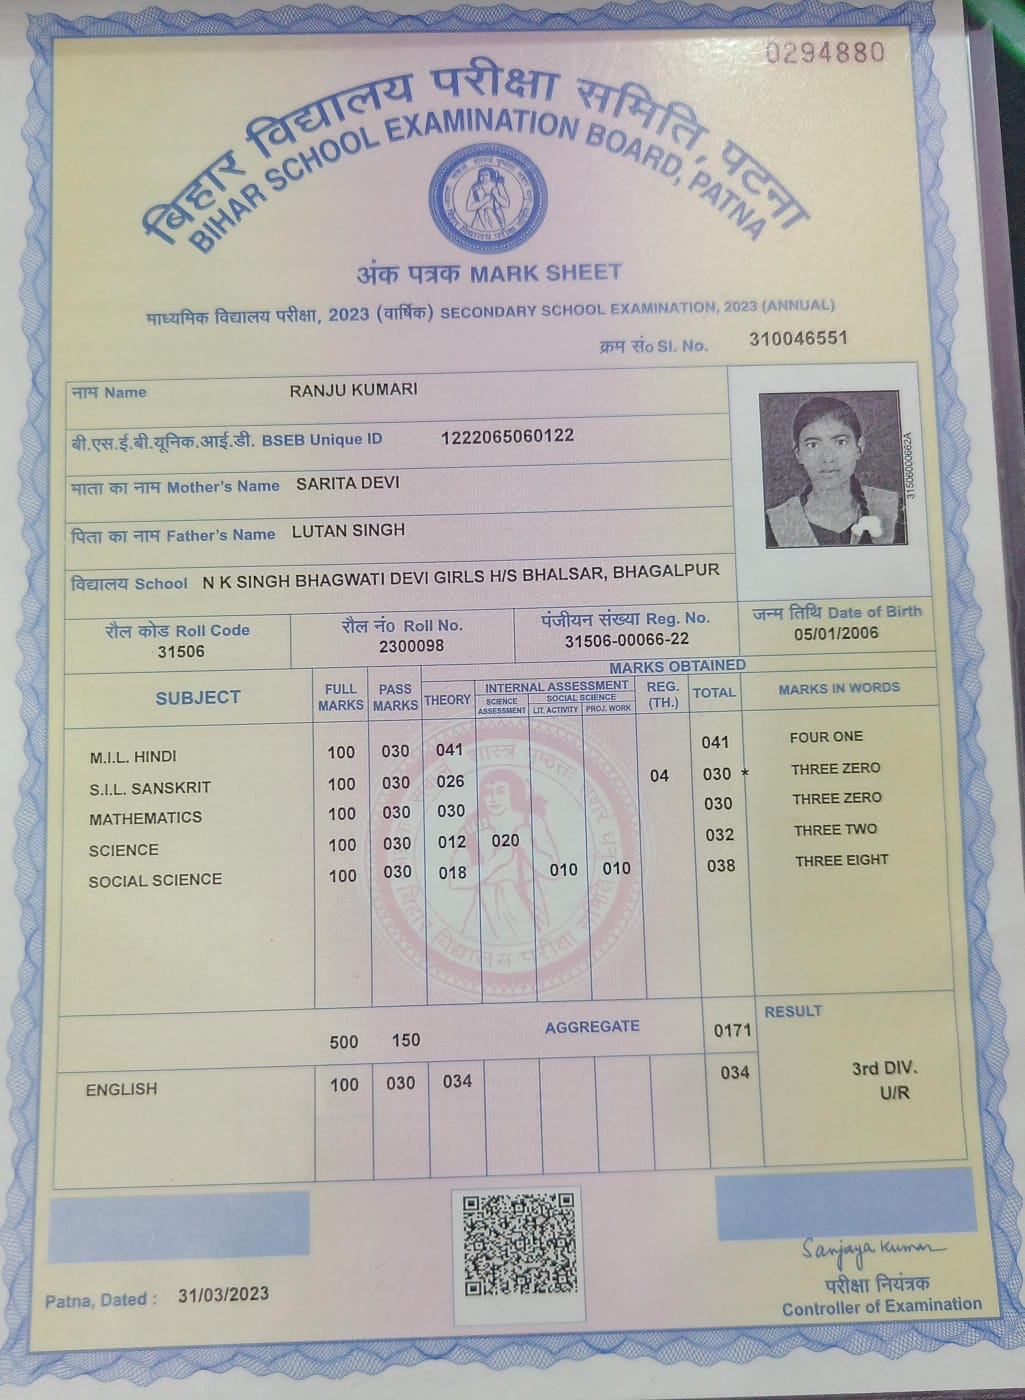 0294880
बिहार विद्यालय परीक्षा समिति, पटना
BIHAR SCHOOL EXAMINATION BOARD, PATNA
अंक पत्रक MARK SHEET
माध्यमिक विद्यालय परीक्षा, 2023 (वार्षिक) SECONDARY SCHOOL EXAMINATION, 2023 (ANNUAL)
क्रम सं० Sl. No. 310046551
नाम Name RANJU KUMARI
बी.एस.ई.बी.यूनिक.आई.डी. BSEB Unique ID 1222065060122
माता का नाम Mother's Name SARITA DEVI
पिता का नाम Father's Name LUTAN SINGH
विद्यालय School N K SINGH BHAGWATI DEVI GIRLS H/S BHALSAR, BHAGALPUR
315060000662A
रौल कोड Roll Code रौल नं० Roll No. पंजीयन संख्या Reg. No. जन्म तिथि Date of Birth
31506 2300098 31506-00066-22 05/01/2006
MARKS OBTAINED
SUBJECT FULL MARKS PASS MARKS THEORY INTERNAL ASSESSMENT REG. (TH.) TOTAL MARKS IN WORDS
SCIENCE ASSESSMENT SOCIAL SCIENCE
LIT. ACTIVITY PROJ. WORK
M.I.L. HINDI 100 030 041 041 FOUR ONE
S.I.L. SANSKRIT 100 030 026 04 030 * THREE ZERO
MATHEMATICS 100 030 030 030 THREE ZERO
SCIENCE 100 030 012 020 032 THREE TWO
SOCIAL SCIENCE 100 030 018 010 010 038 THREE EIGHT
500 150 AGGREGATE 0171 RESULT
ENGLISH 100 030 034 034 3rd DIV.
U/R
बिहार विद्यालय परीक्षा समिति
Sanjaya Kumar
Patna, Dated : 31/03/2023
परीक्षा नियंत्रक
Controller of Examination